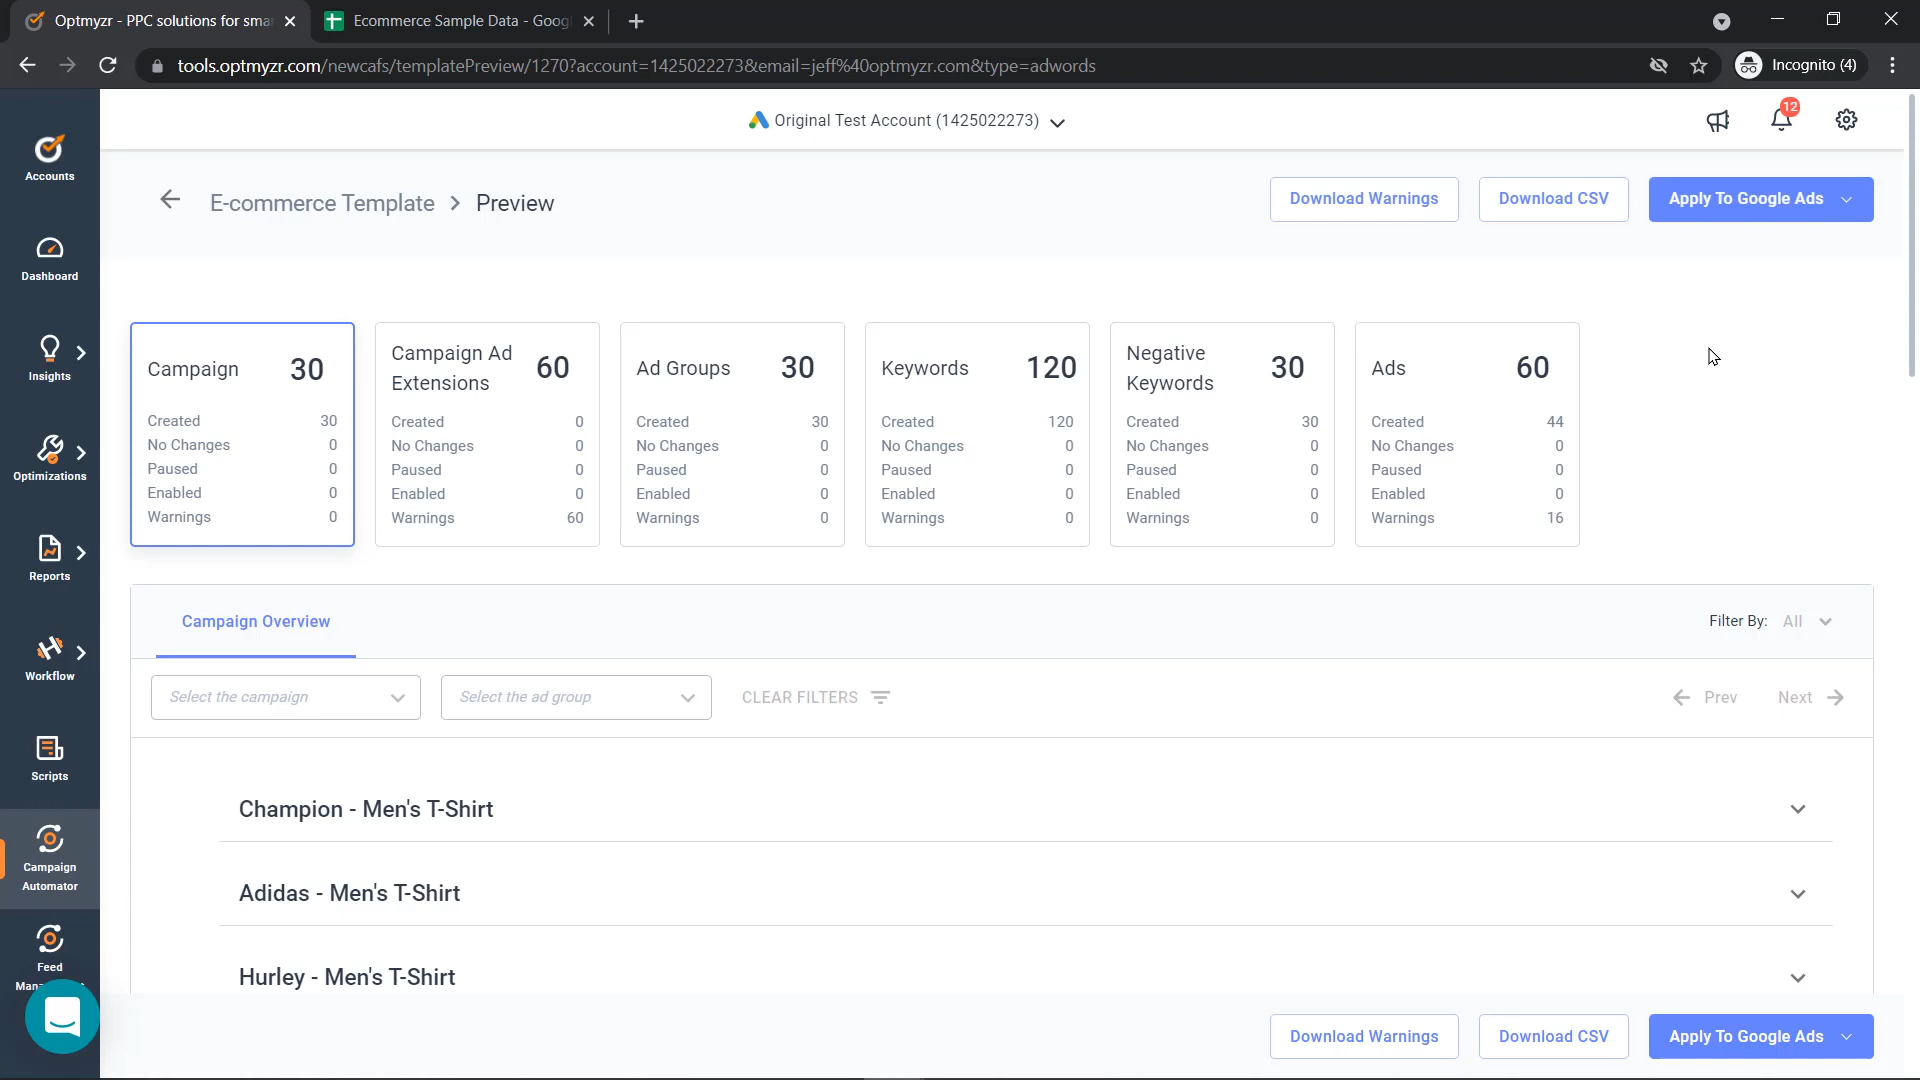 Optmyzr - PPC solutions for sma
Ecommerce Sample Data - Goog
tools.optmyzr.com/newcafs/templatePreview/1270?account=1425022273&email=jeff%40optmyzr.com&type=adwords
Incognito (4)
Original Test Account (1425022273)
12
Accounts
Dashboard
Insights
Optimizations
Reports
Workflow
Scripts
Campaign
Automator
Feed
E-commerce Template > Preview
Download Warnings
Download CSV
Apply To Google Ads
Campaign 30
Created 30
No Changes 0
Paused 0
Enabled 0
Warnings 0
Campaign Ad
Extensions
60
Created 0
No Changes 0
Paused 0
Enabled 0
Warnings 60
Ad Groups 30
Created 30
No Changes 0
Paused 0
Enabled 0
Warnings 0
Keywords 120
Created 120
No Changes 0
Paused 0
Enabled 0
Warnings 0
Negative
Keywords
30
Created 30
No Changes 0
Paused 0
Enabled 0
Warnings 0
Ads 60
Created 44
No Changes 0
Paused 0
Enabled 0
Warnings 16
Campaign Overview
Filter By: All
Select the campaign
Select the ad group
CLEAR FILTERS
Prev
Next
Champion - Men's T-Shirt
Adidas - Men's T-Shirt
Hurley - Men's T-Shirt
Download Warnings
Download CSV
Apply To Google Ads